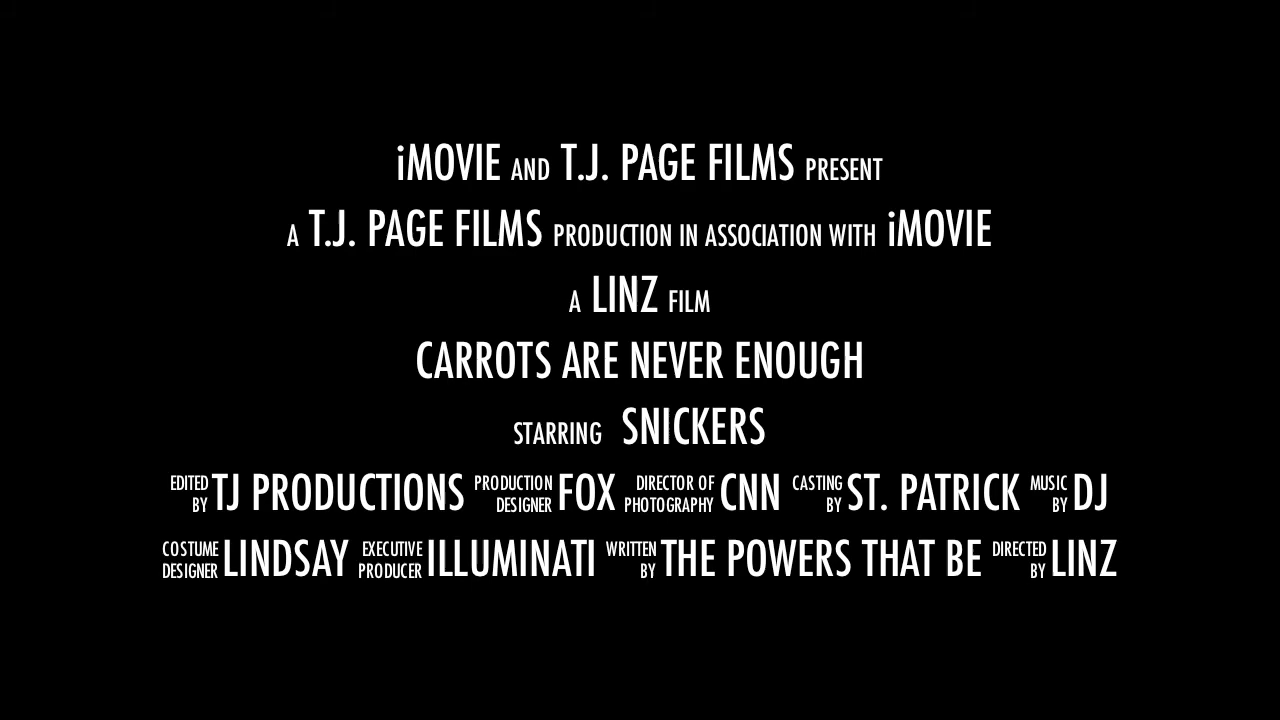 iMOVIE AND T.J. PAGE FILMS PRESENT
A T.J. PAGE FILMS PRODUCTION IN ASSOCIATION WITH iMOVIE
A LINZ FILM
CARROTS ARE NEVER ENOUGH
STARRING SNICKERS
EDITED BY TJ PRODUCTIONS PRODUCTION DESIGNER FOX DIRECTOR OF PHOTOGRAPHY CNN CASTING BY ST. PATRICK MUSIC BY DJ
COSTUME DESIGNER LINDSAY EXECUTIVE PRODUCER ILLUMINATI WRITTEN BY THE POWERS THAT BE DIRECTED BY LINZ